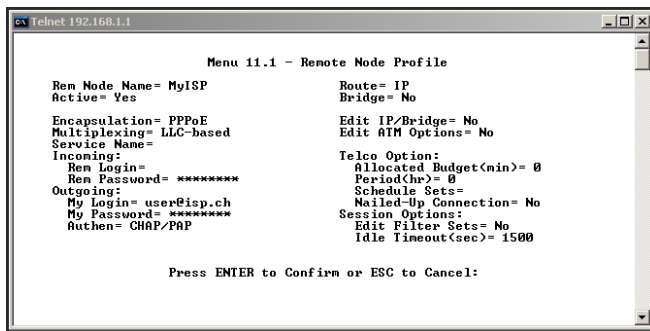 Telnet 192.168.1.1
Menu 11.1 - Remote Node Profile
Rem Node Name= MyISP Route= IP
Active= Yes Bridge= No
Encapsulation= PPPoE Edit IP/Bridge= No
Multiplexing= LLC-based Edit ATM Options= No
Service Name=
Incoming: Telco Option:
Rem Login= Allocated Budget(min)= 0
Rem Password= ******** Period(hr)= 0
Outgoing: Schedule Sets=
My Login= user@isp.ch Nailed-Up Connection= No
My Password= ******** Session Options:
Authen= CHAP/PAP Edit Filter Sets= No
Idle Timeout(sec)= 1500
Press ENTER to Confirm or ESC to Cancel: